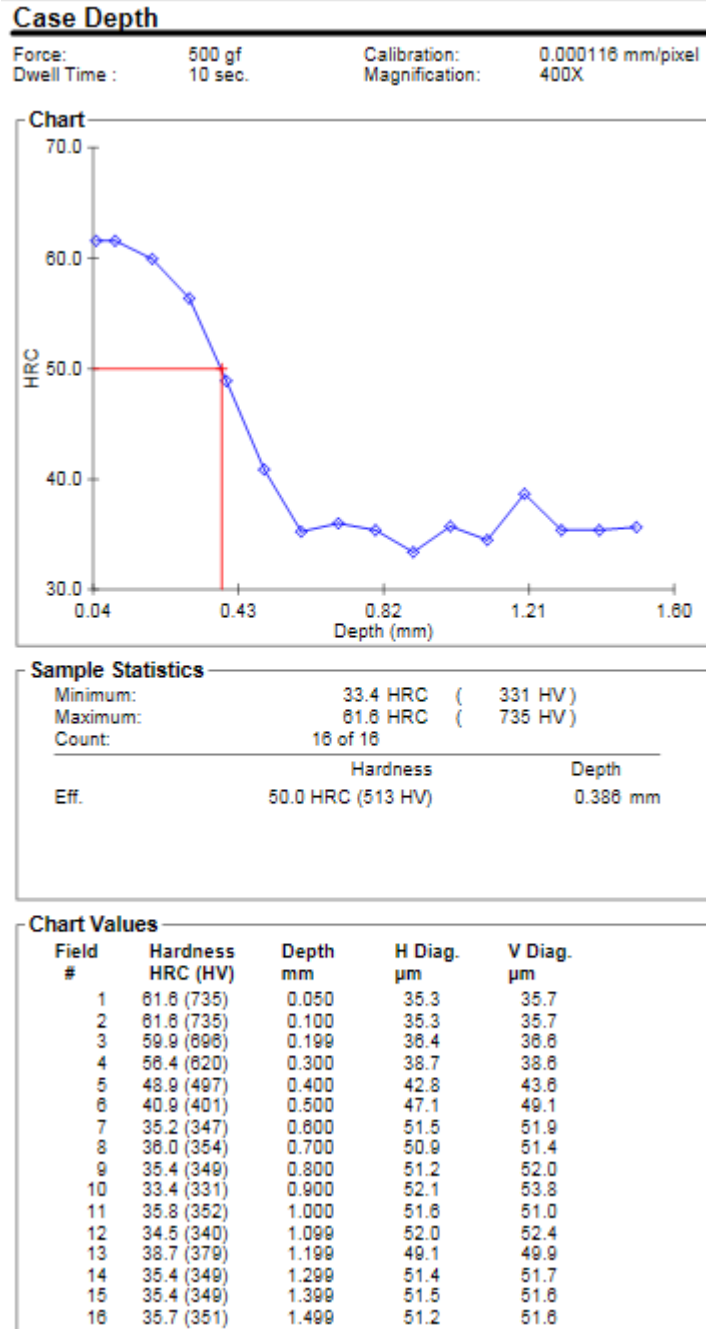 Case Depth
Force: 500 gf Calibration: 0.000116 mm/pixel
Dwell Time : 10 sec. Magnification: 400X
Chart
70.0
60.0
50.0
40.0
30.0
HRC
0.04 0.43 0.82 1.21 1.60
Depth (mm)
Sample Statistics
Minimum: 33.4 HRC ( 331 HV )
Maximum: 61.6 HRC ( 735 HV )
Count: 16 of 16
Hardness Depth
Eff. 50.0 HRC (513 HV) 0.386 mm
Chart Values
Field Hardness Depth H Diag. V Diag.
# HRC (HV) mm µm µm
1 61.6 (735) 0.050 35.3 35.7
2 61.6 (735) 0.100 35.3 35.7
3 59.9 (696) 0.199 36.4 36.6
4 56.4 (620) 0.300 38.7 38.6
5 48.9 (497) 0.400 42.8 43.6
6 40.9 (401) 0.500 47.1 49.1
7 35.2 (347) 0.600 51.5 51.9
8 36.0 (354) 0.700 50.9 51.4
9 35.4 (349) 0.800 51.2 52.0
10 33.4 (331) 0.900 52.1 53.8
11 35.8 (352) 1.000 51.6 51.0
12 34.5 (340) 1.099 52.0 52.4
13 38.7 (379) 1.199 49.1 49.9
14 35.4 (349) 1.299 51.4 51.7
15 35.4 (349) 1.399 51.5 51.6
16 35.7 (351) 1.499 51.2 51.6